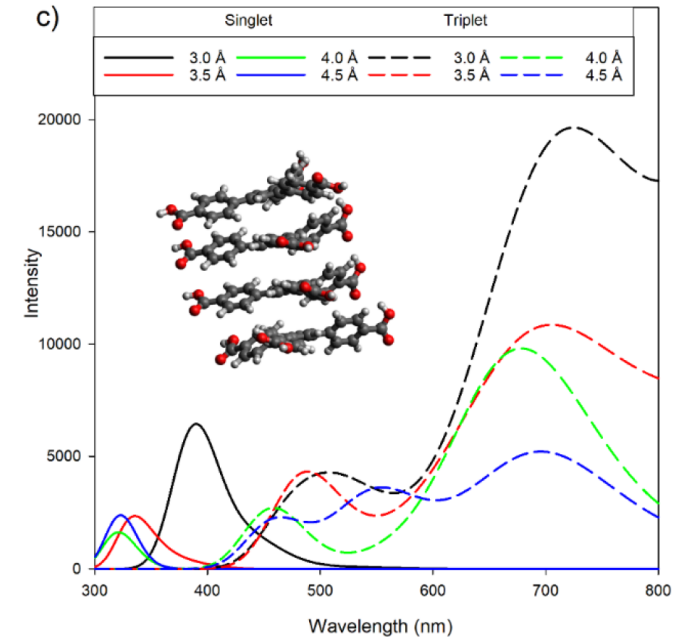 c)
Singlet Triplet
3.0 Å 4.0 Å 3.0 Å 4.0 Å
3.5 Å 4.5 Å 3.5 Å 4.5 Å
20000
15000
10000
5000
0
Intensity
300 400 500 600 700 800
Wavelength (nm)